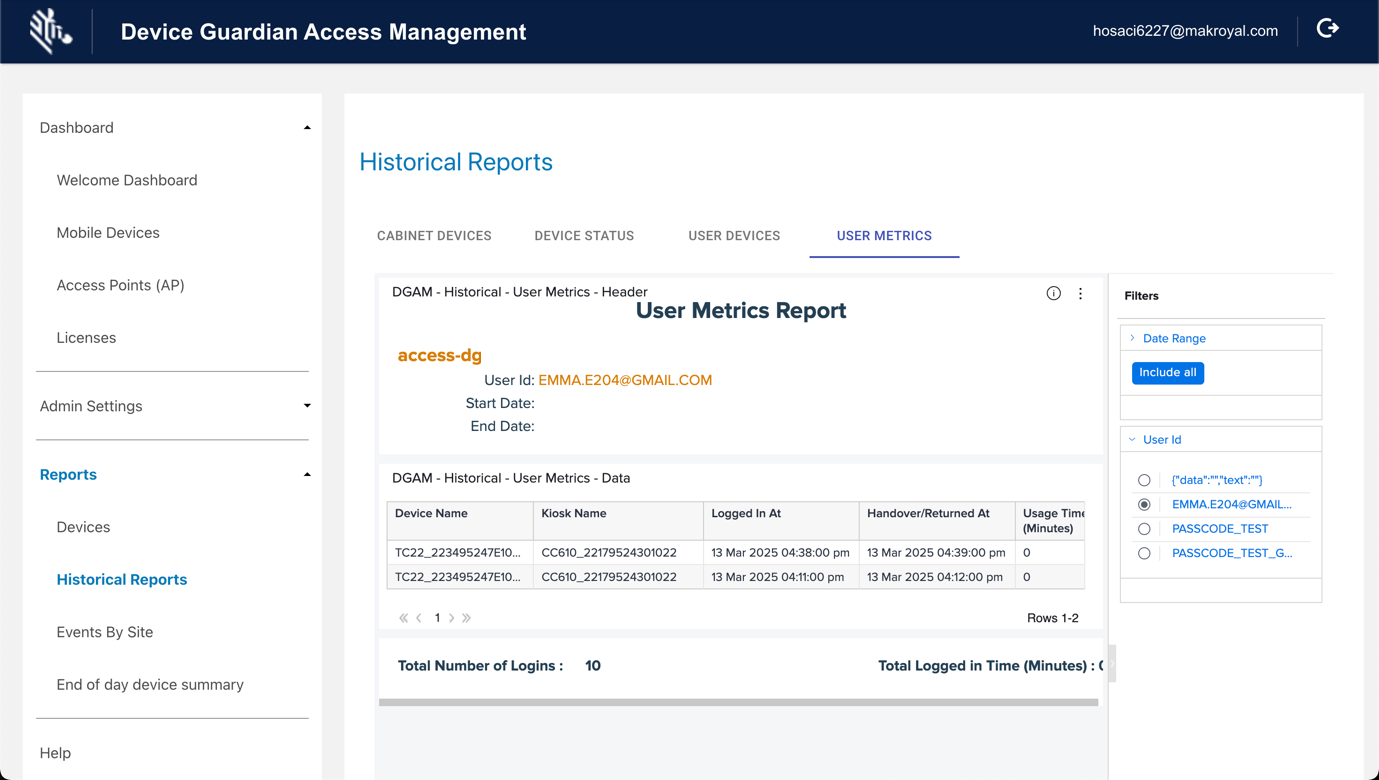 Device Guardian Access Management
hosaci6227@makroyal.com
Dashboard
Welcome Dashboard
Mobile Devices
Access Points (AP)
Licenses
Admin Settings
Reports
Devices
Historical Reports
Events By Site
End of day device summary
Help
Historical Reports
CABINET DEVICES DEVICE STATUS USER DEVICES USER METRICS
DGAM - Historical - User Metrics - Header
User Metrics Report
access-dg
User Id: EMMA.E204@GMAIL.COM
Start Date:
End Date:
DGAM - Historical - User Metrics - Data
Device Name Kiosk Name Logged In At Handover/Returned At Usage Time
(Minutes)
TC22_223495247E10... CC610_22179524301022 13 Mar 2025 04:38:00 pm 13 Mar 2025 04:39:00 pm 0
TC22_223495247E10... CC610_22179524301022 13 Mar 2025 04:11:00 pm 13 Mar 2025 04:12:00 pm 0
1 Rows 1-2
Total Number of Logins : 10 Total Logged in Time (Minutes) :
Filters
Date Range
Include all
User Id
{"data":"","text":""}
EMMA.E204@GMAIL...
PASSCODE_TEST
PASSCODE_TEST_G...